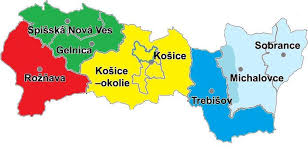 Spišská Nová Ves
Gelnica
Rožňava
Košice
–okolie
Košice
Trebišov
Michalovce
Sobrance